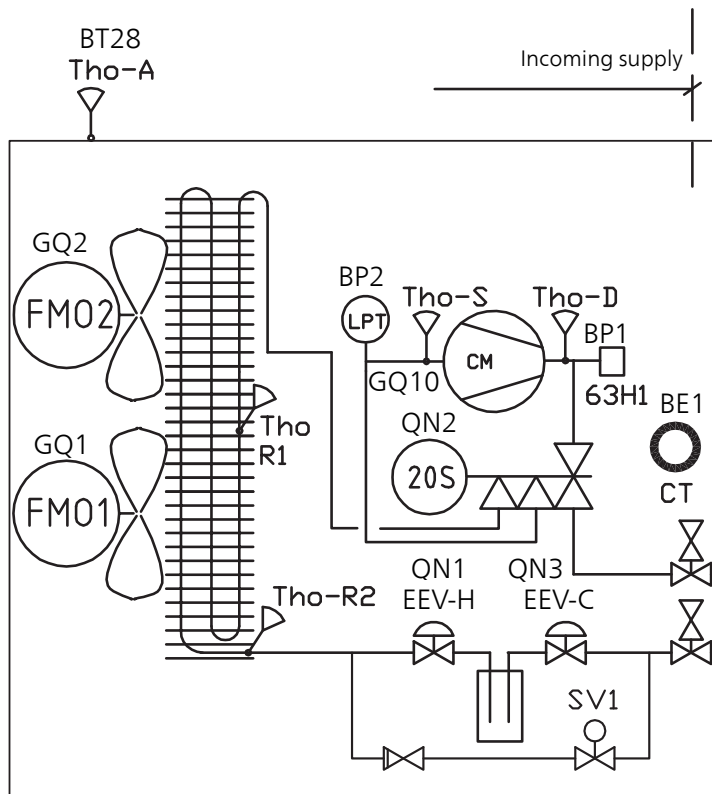 BT28
Tho-A
Incoming supply
GQ2
FM02
BP2
LPT
Tho-S
Tho-D
BP1
CM
GQ10
63H1
BE1
CT
QN2
20S
Tho
R1
GQ1
FM01
QN1
EEV-H
QN3
EEV-C
Tho-R2
SV1